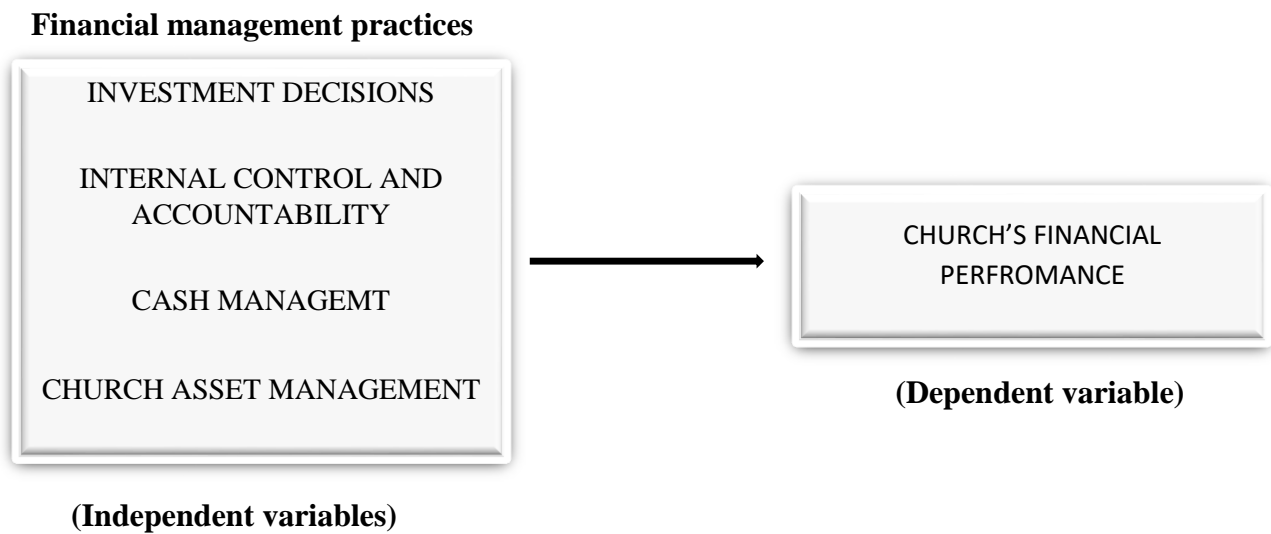 Financial management practices
INVESTMENT DECISIONS
INTERNAL CONTROL AND
ACCOUNTABILITY
CASH MANAGEMT
CHURCH ASSET MANAGEMENT
(Independent variables)
CHURCH’S FINANCIAL
PERFROMANCE
(Dependent variable)